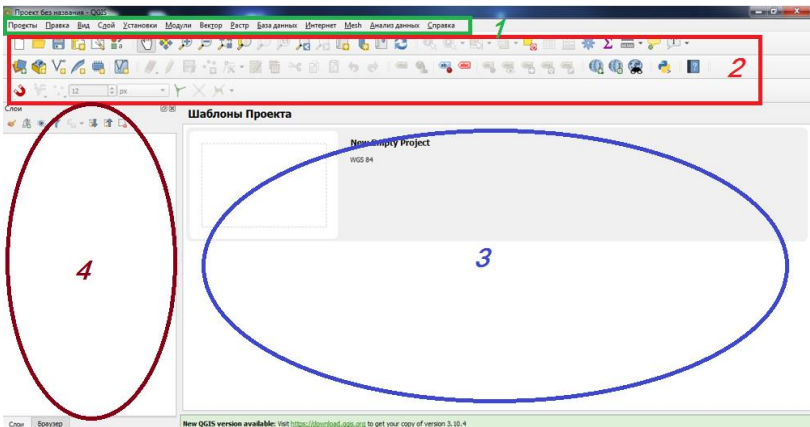 Проект без названия - QGIS
Проекты Правка Вид Слой Установки Модули Вектор Растр База данных Интернет Mesh Анализ данных Справка
1
2
12 px
Слои
Шаблоны Проекта
New Empty Project
WGS 84
3
4
Слои Браузер
New QGIS version available: Visit https://download.qgis.org to get your copy of version 3.10.4